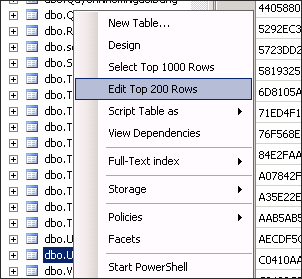 dbo.Q
New Table...
4405880
dbo.R
5292EC3
dbo.s
Design
5723DD2
dbo.S
Select Top 1000 Rows
5819325
dbo.T
Edit Top 200 Rows
6D8105A
dbo.T
Script Table as
71ED4F1
dbo.T
View Dependencies
76F568E
dbo.T
Full-Text index
84E2FAA
dbo.T
A07842F
dbo.T
Storage
A35E22E
dbo.T
Policies
AAB5AB5
dbo.U
Facets
AECDF5C
dbo.U
C0410AA
dbo.V
Start PowerShell